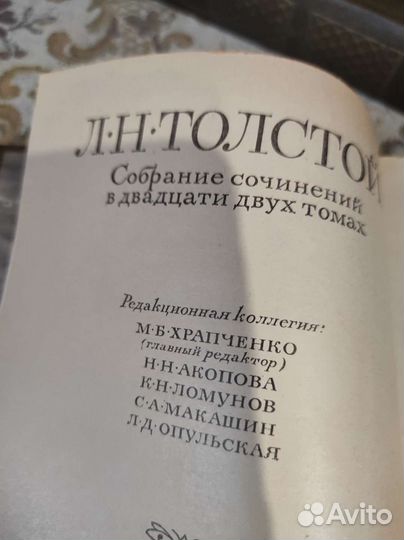 Л·Н·ТОЛСТОЙ
Собрание сочинений
в двадцати двух томах
Редакционная коллегия:
М·Б·ХРАПЧЕНКО
(главный редактор)
Н·Н·АКОПОВА
К·Н·ЛОМУНОВ
С·А·МАКАШИН
Л·Д·ОПУЛЬСКАЯ
Avito